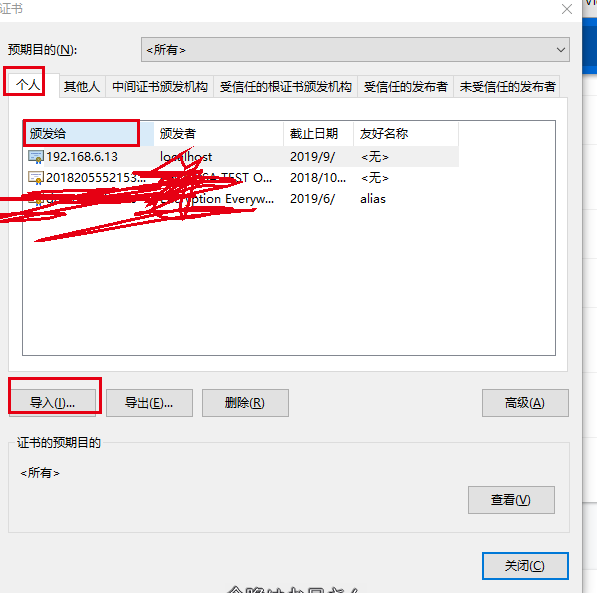 证书
预期目的(N):
<所有>
个人
其他人
中间证书颁发机构
受信任的根证书颁发机构
受信任的发布者
未受信任的发布者
颁发给 颁发者 截止日期 友好名称
192.168.6.13 localhost 2019/9/ <无>
2018205552153... TEST O... 2018/10... <无>
Everyw... 2019/6/ alias
导入(I)...
导出(E)...
删除(R)
高级(A)
证书的预期目的
<所有>
查看(V)
关闭(C)